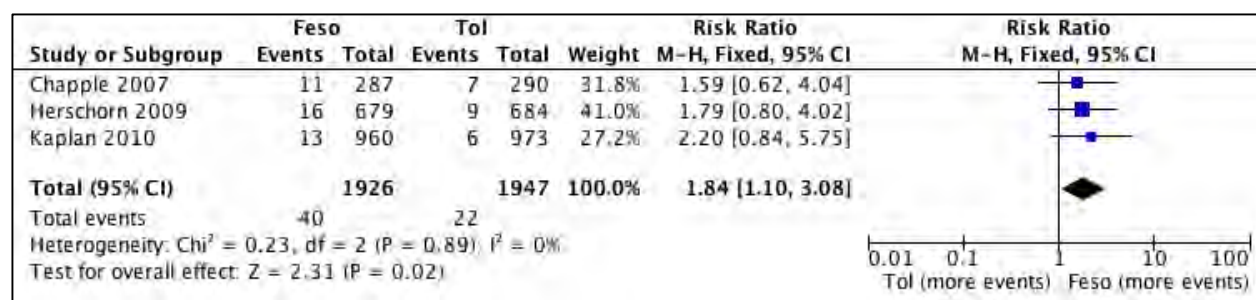 Feso Tol Risk Ratio Risk Ratio
Study or Subgroup Events Total Events Total Weight M-H, Fixed, 95% CI M-H, Fixed, 95% CI
Chapple 2007 11 287 7 290 31.8% 1.59 [0.62, 4.04]
Herschorn 2009 16 679 9 684 41.0% 1.79 [0.80, 4.02]
Kaplan 2010 13 960 6 973 27.2% 2.20 [0.84, 5.75]
Total (95% CI) 1926 1947 100.0% 1.84 [1.10, 3.08]
Total events 40 22
Heterogeneity: Chi² = 0.23, df = 2 (P = 0.89); I² = 0%
Test for overall effect: Z = 2.31 (P = 0.02)
0.01 0.1 1 10 100
Tol (more events) Feso (more events)